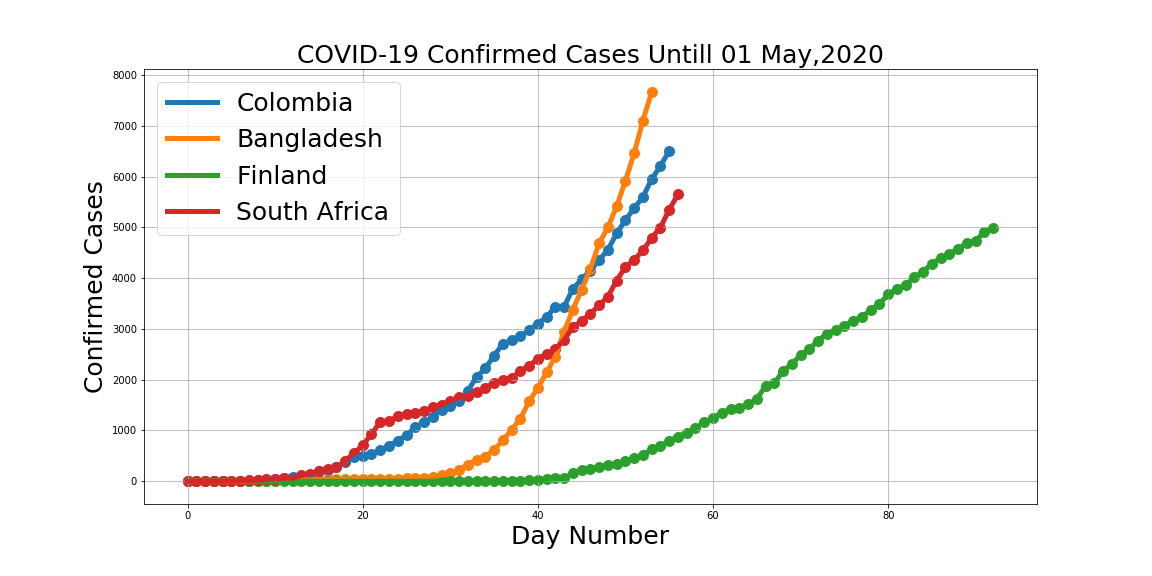 COVID-19 Confirmed Cases Untill 01 May,2020
8000
7000
6000
5000
4000
3000
2000
1000
0
Confirmed Cases
Colombia
Bangladesh
Finland
South Africa
0 20 40 60 80
Day Number